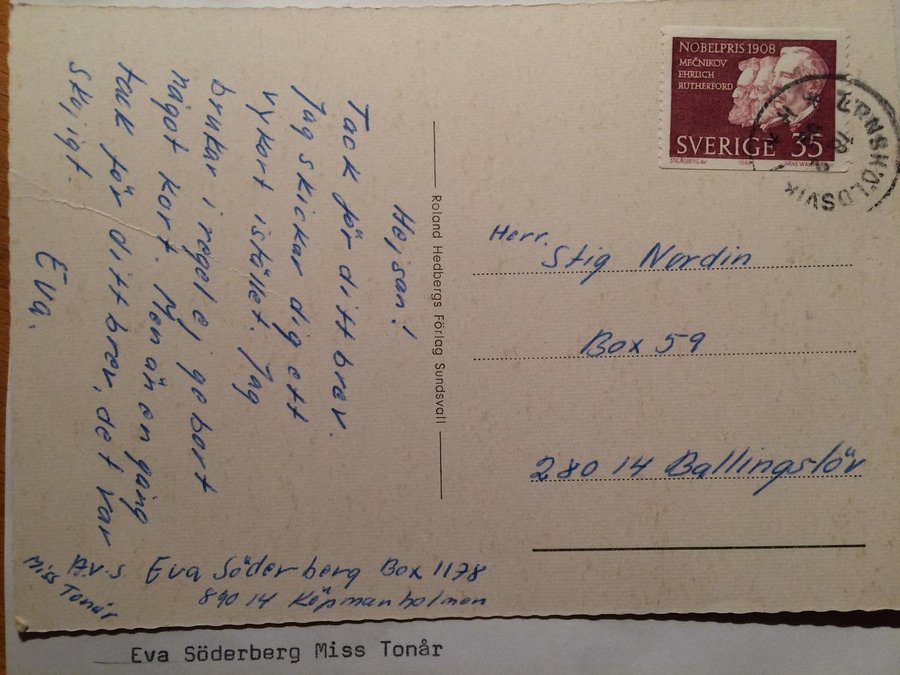 Hejsan!
Tack för ditt brev.
Jag skickar dig ett
vykort istället. Jag
brukar i regel ej ge bort
något kort. Men än en gång
tack för ditt brev, det var
skojigt.
Eva.
Roland Hedbergs Förlag Sundsvall
NOBELPRIS 1908
MEČNIKOV
EHRLICH
RUTHERFORD
SVERIGE 35
ÖRNSKÖLDSVIK
Herr. Stig Nordin
Box 59
280 14 Ballingslöv
Av.s Eva Söderberg Box 1178
890 14 Köpmanholmen
Miss Tonår
Eva Söderberg Miss Tonår